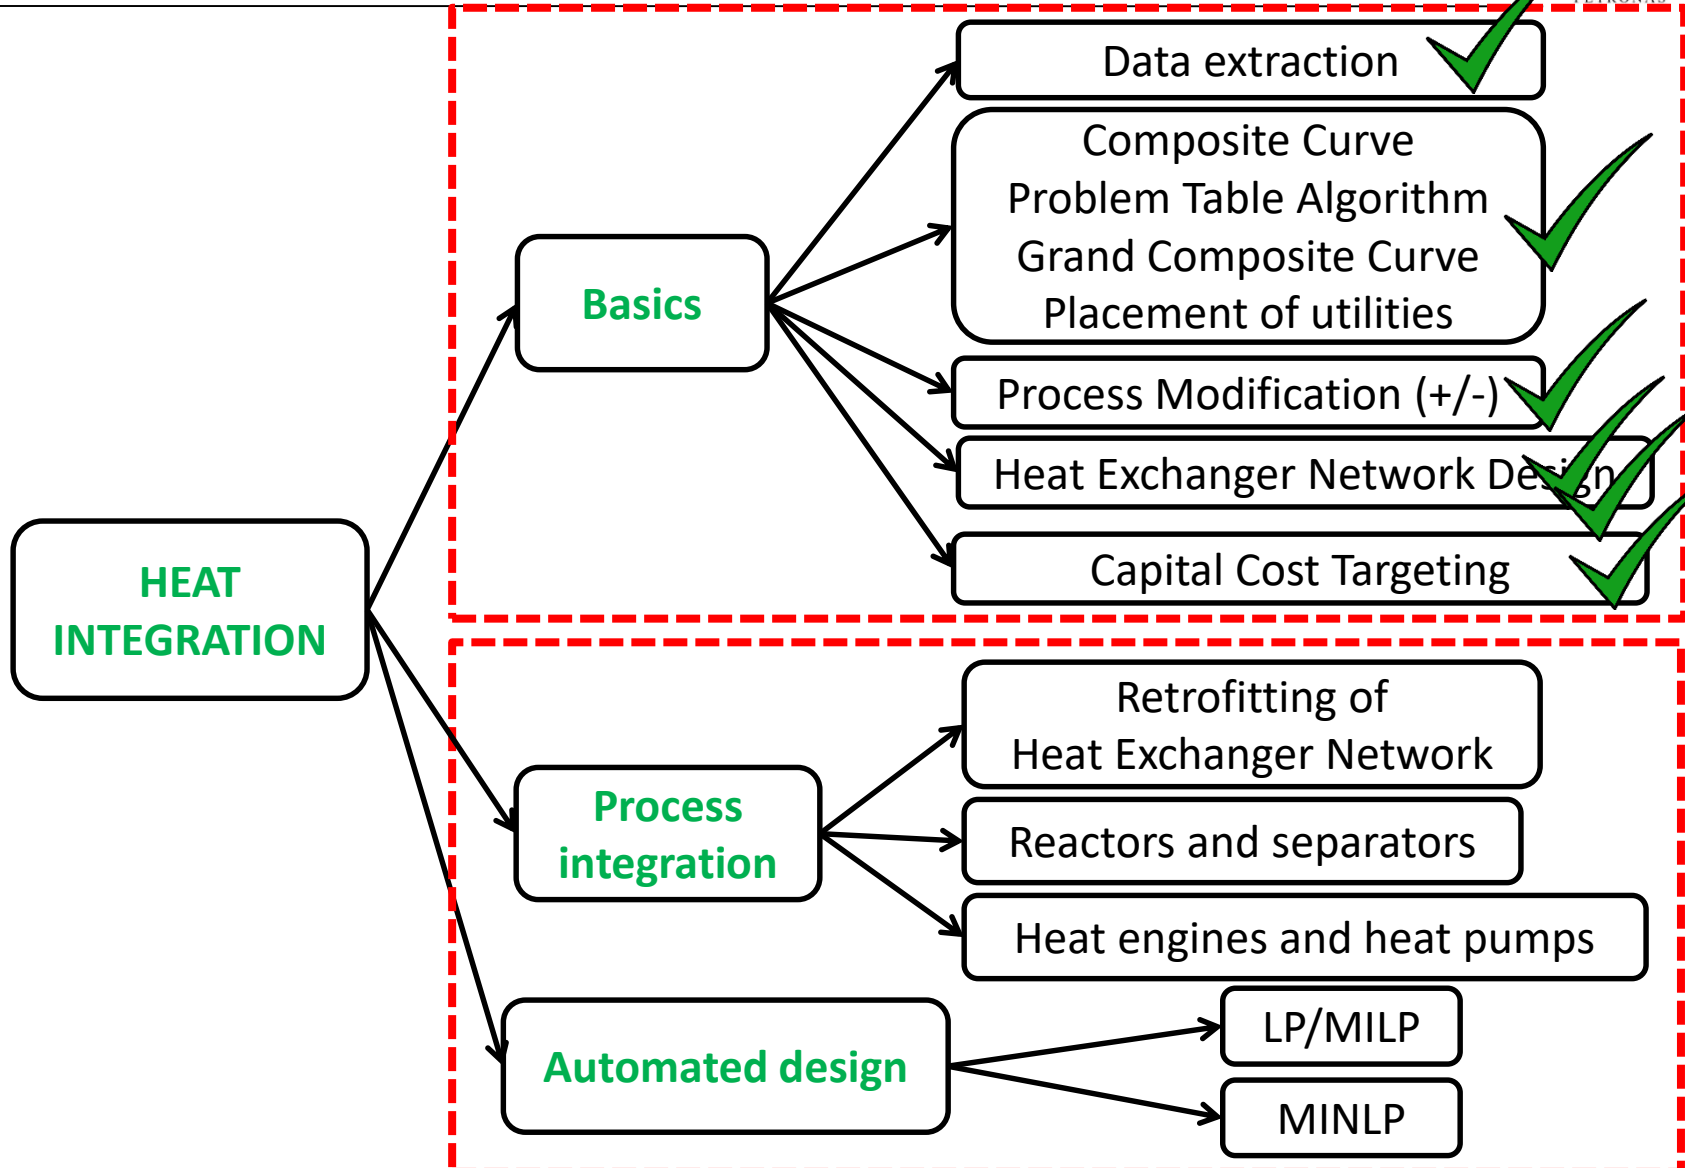 PETRONAS
Data extraction
Composite Curve
Problem Table Algorithm
Grand Composite Curve
Placement of utilities
Basics
Process Modification (+/-)
Heat Exchanger Network Design
Capital Cost Targeting
HEAT
INTEGRATION
Retrofitting of
Heat Exchanger Network
Process
integration
Reactors and separators
Heat engines and heat pumps
Automated design
LP/MILP
MINLP